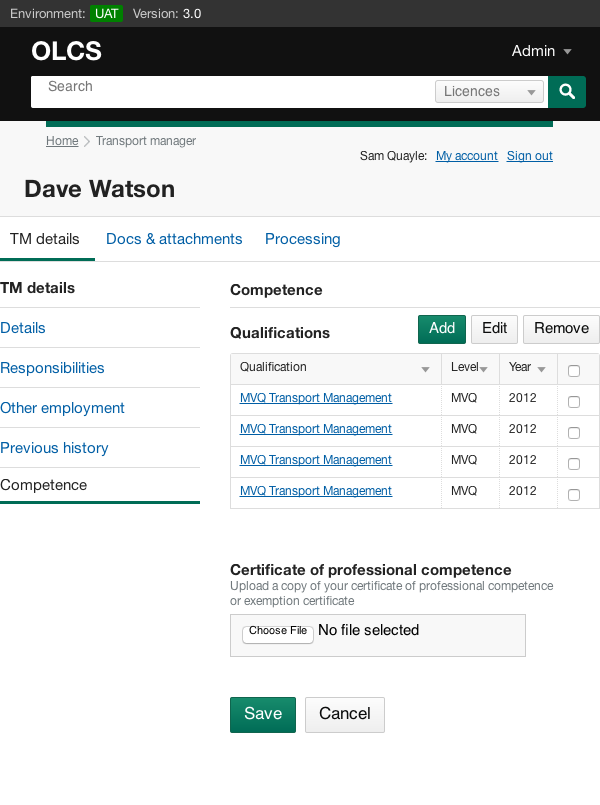 Environment: UAT Version: 3.0
OLCS
Admin
Search
Licences
Home Transport manager
Sam Quayle: My account Sign out
Dave Watson
TM details Docs & attachments Processing
TM details
Details
Responsibilities
Other employment
Previous history
Competence
Competence
Qualifications Add Edit Remove
Qualification Level Year
MVQ Transport Management MVQ 2012
MVQ Transport Management MVQ 2012
MVQ Transport Management MVQ 2012
MVQ Transport Management MVQ 2012
Certificate of professional competence
Upload a copy of your certificate of professional competence
or exemption certificate
Choose File No file selected
Save Cancel